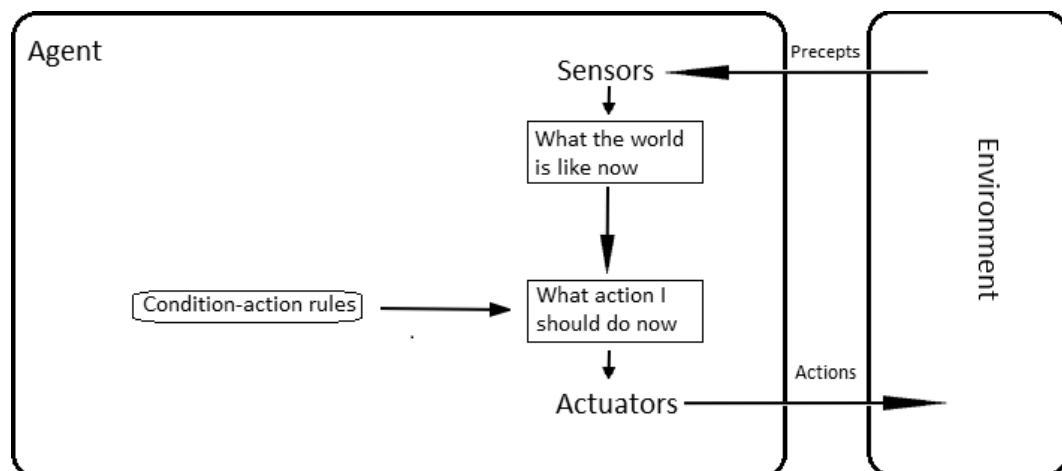 Agent
Precepts
Sensors
What the world
is like now
Environment
Condition-action rules
What action I
should do now
Actions
Actuators